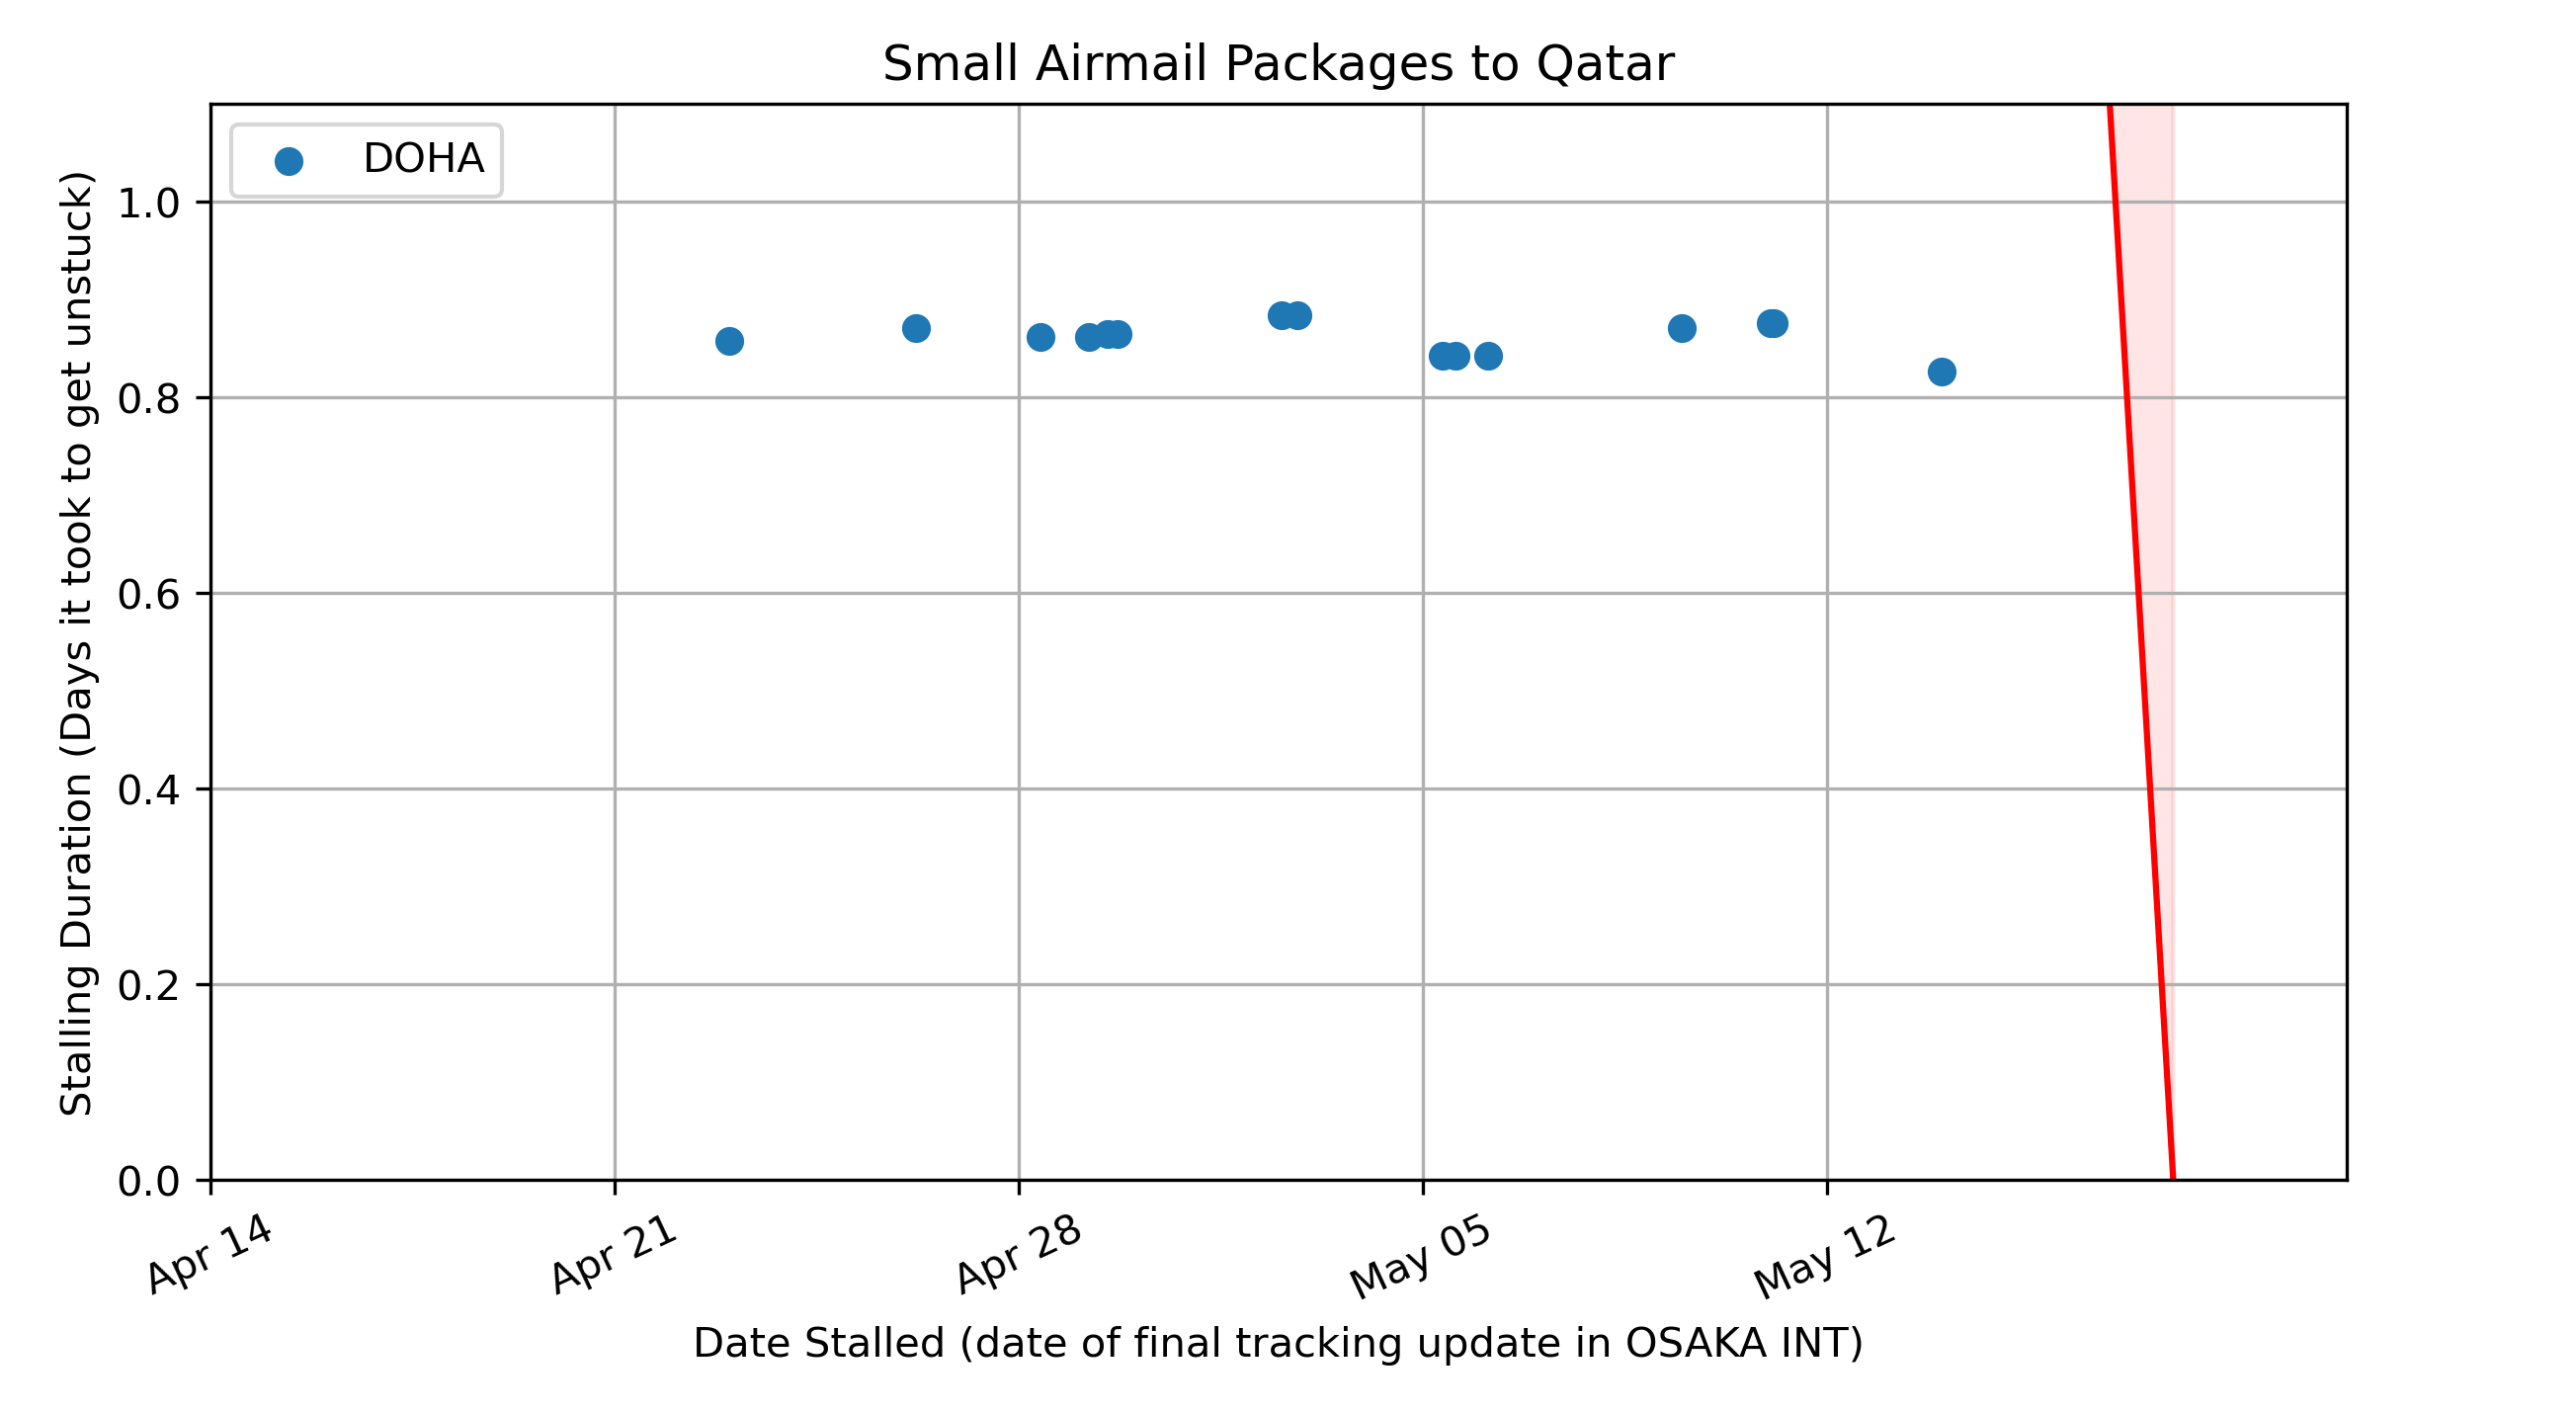 Small Airmail Packages to Qatar
DOHA
Stalling Duration (Days it took to get unstuck)
1.0
0.8
0.6
0.4
0.2
0.0
Apr 14
Apr 21
Apr 28
May 05
May 12
Date Stalled (date of final tracking update in OSAKA INT)